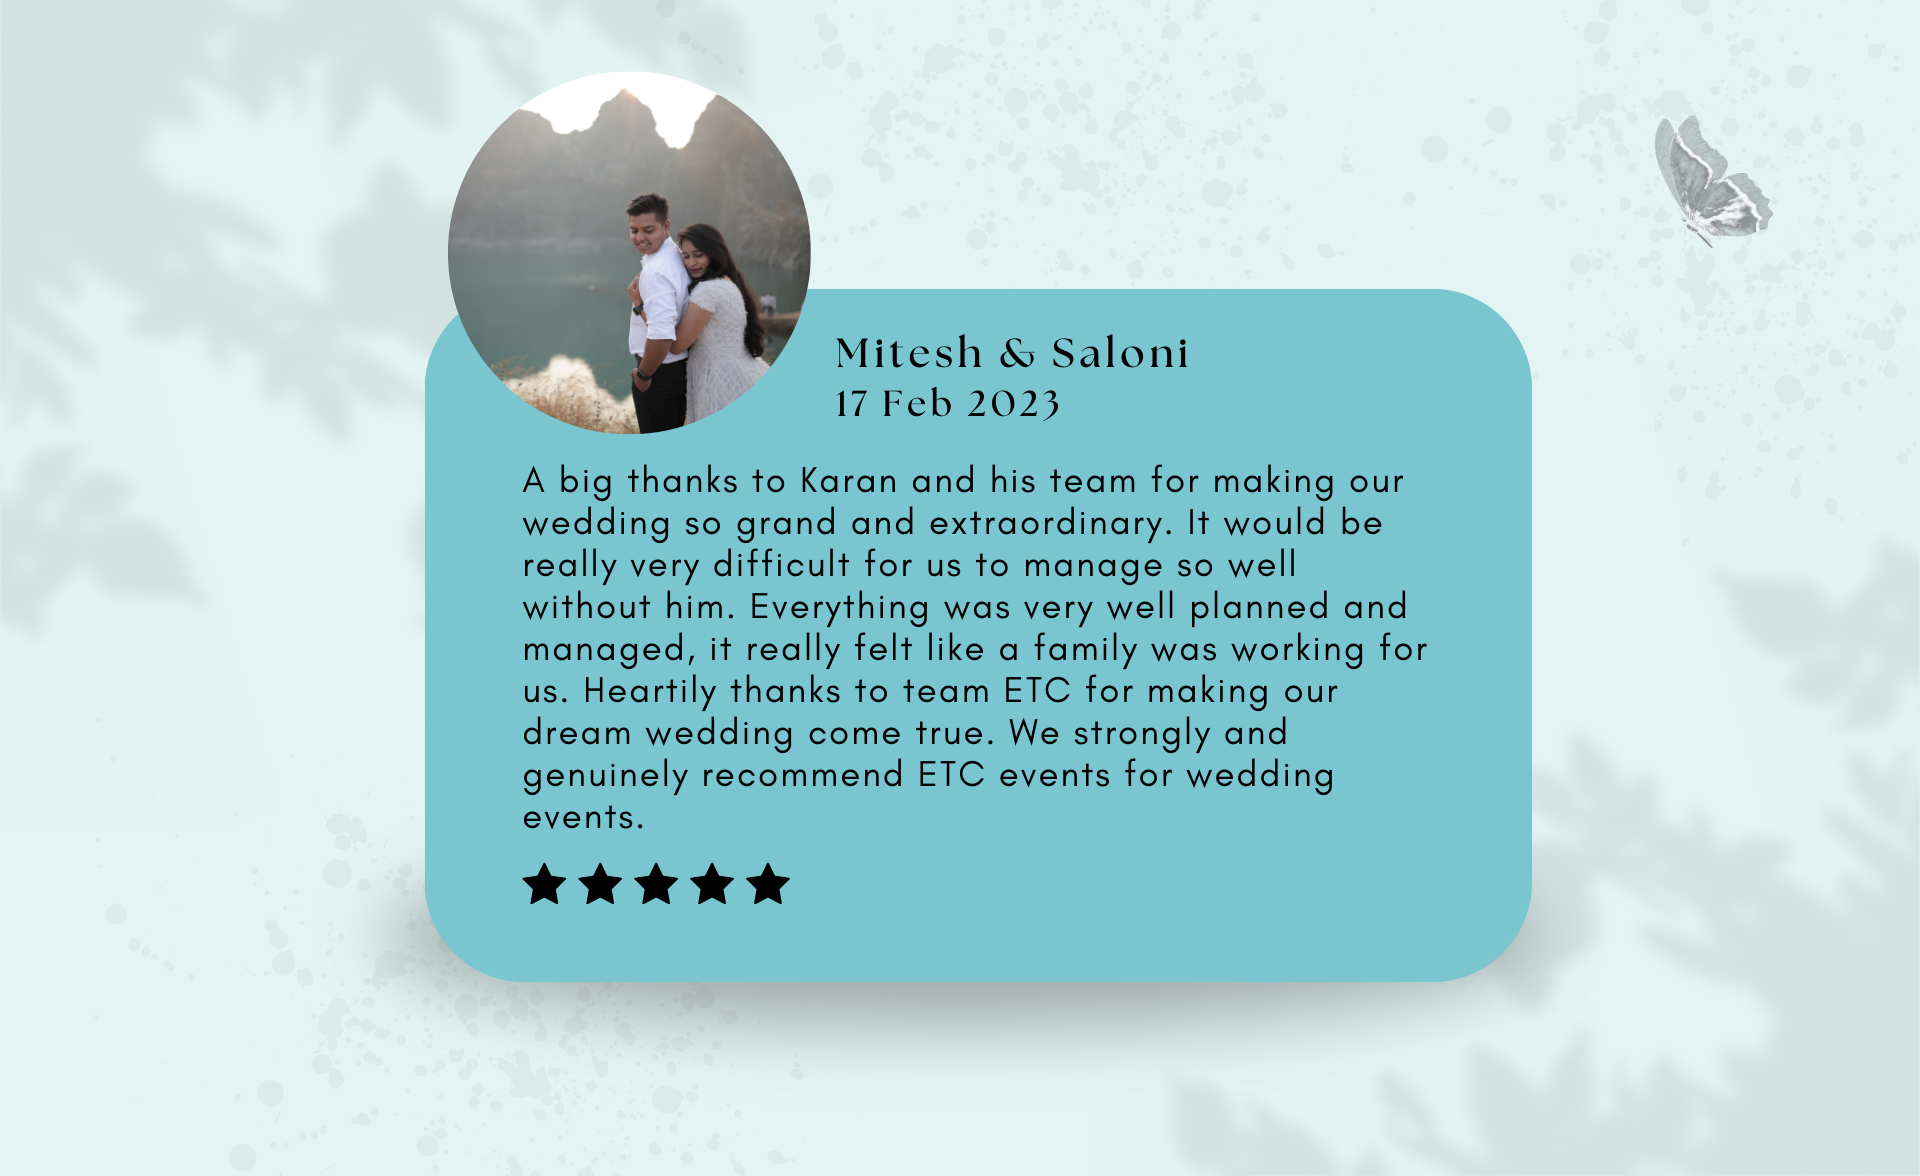 Mitesh & Saloni
17 Feb 2023
A big thanks to Karan and his team for making our
wedding so grand and extraordinary. It would be
really very difficult for us to manage so well
without him. Everything was very well planned and
managed, it really felt like a family was working for
us. Heartily thanks to team ETC for making our
dream wedding come true. We strongly and
genuinely recommend ETC events for wedding
events.